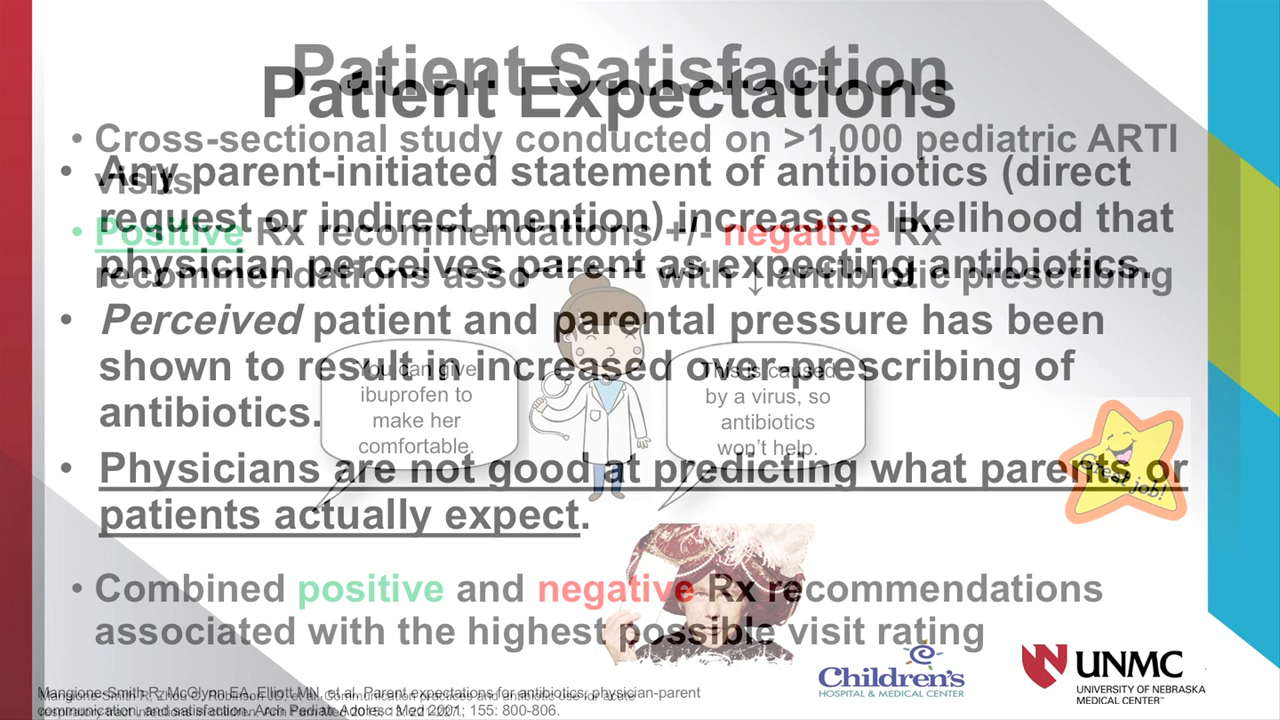 Patient Satisfaction
Patient Expectations
• Cross-sectional study conducted on >1,000 pediatric ARTI
visits
• Any parent-initiated statement of antibiotics (direct
request or indirect mention) increases likelihood that
physician perceives parent as expecting antibiotics.
• Positive Rx recommendations +/- negative Rx
recommendations with ↓ antibiotic prescribing
• Perceived patient and parental pressure has been
shown to result in increased over-prescribing of
antibiotics.
You can give
ibuprofen to
make her
comfortable.
This is caused
by a virus, so
antibiotics
won't help.
• Physicians are not good at predicting what parents or
patients actually expect.
Great job!
• Combined positive and negative Rx recommendations
associated with the highest possible visit rating
Children's
HOSPITAL & MEDICAL CENTER
UNMC
UNIVERSITY OF NEBRASKA
MEDICAL CENTER
Mangione-Smith R, McGlynn EA, Elliott MN, et al. Parent expectations for antibiotics, physician-parent
communication, and satisfaction. Arch Pediatr Adolesc Med 2001; 155: 800-806.